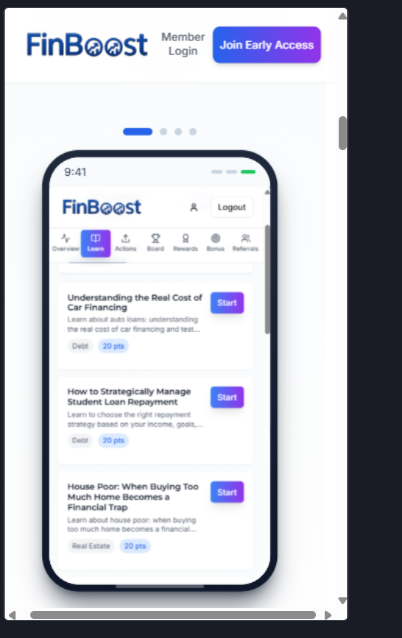 FinBoost
Member
Login
Join Early Access
9:41
FinBoost
Logout
Overview
Learn
Actions
Board
Rewards
Bonus
Referrals
Understanding the Real Cost of
Car Financing
Start
Learn about auto loans: understanding
the real cost of car financing and test...
Debt
20 pts
How to Strategically Manage
Student Loan Repayment
Start
Learn to choose the right repayment
strategy based on your income, goals,...
Debt
20 pts
House Poor: When Buying Too
Much Home Becomes a
Financial Trap
Start
Learn about house poor: when buying
too much home becomes a financial...
Real Estate
20 pts